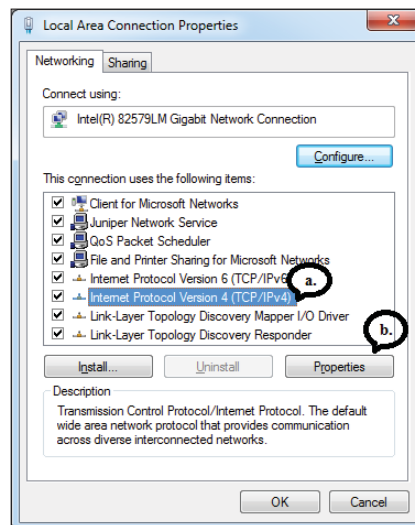 Local Area Connection Properties
Networking
Sharing
Connect using:
Intel(R) 82579LM Gigabit Network Connection
Configure...
This connection uses the following items:
Client for Microsoft Networks
Juniper Network Service
QoS Packet Scheduler
File and Printer Sharing for Microsoft Networks
Internet Protocol Version 6 (TCP/IPv6
a.
Internet Protocol Version 4 (TCP/IPv4)
Link-Layer Topology Discovery Mapper I/O Driver
Link-Layer Topology Discovery Responder
b.
Install...
Uninstall
Properties
Description
Transmission Control Protocol/Internet Protocol. The default
wide area network protocol that provides communication
across diverse interconnected networks.
OK
Cancel